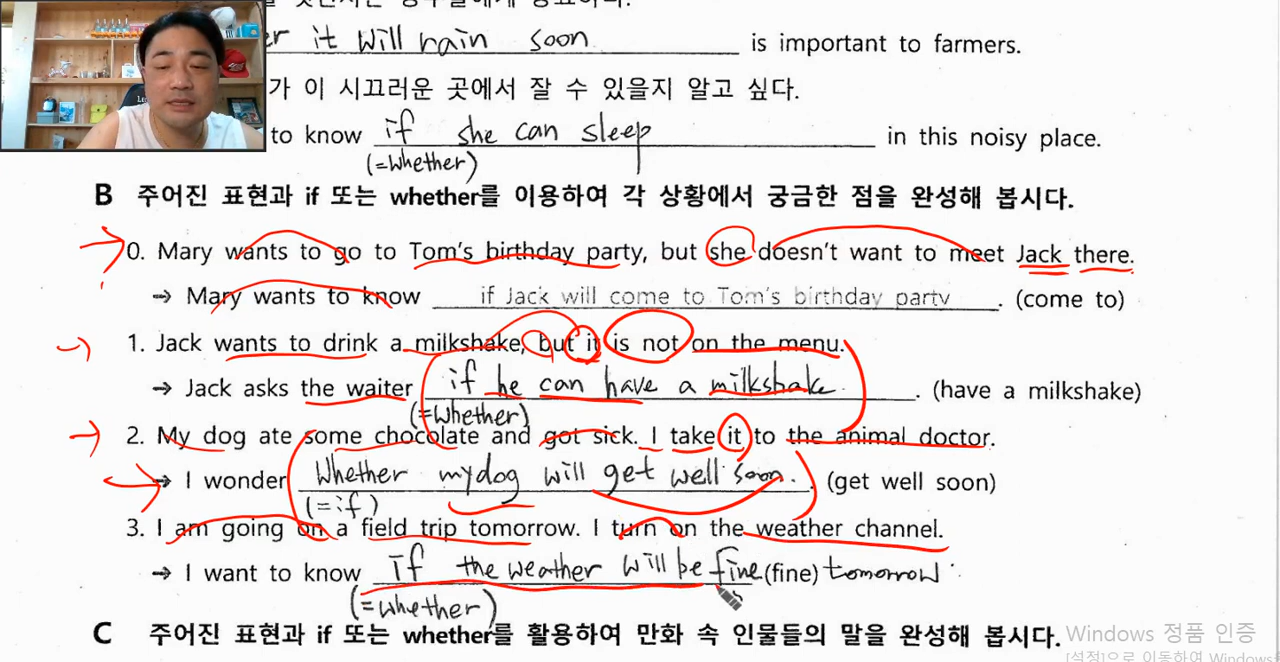 er it will rain soon is important to farmers.
가 이 시끄러운 곳에서 잘 수 있을지 알고 싶다.
to know if she can sleep in this noisy place.
(=whether)
B 주어진 표현과 if 또는 whether를 이용하여 각 상황에서 궁금한 점을 완성해 봅시다.
0. Mary wants to go to Tom's birthday party, but she doesn't want to meet Jack there.
→ Mary wants to know if Jack will come to Tom's birthday party. (come to)
1. Jack wants to drink a milkshake, but it is not on the menu.
→ Jack asks the waiter if he can have a milkshake. (have a milkshake)
(=whether)
2. My dog ate some chocolate and got sick. I take it to the animal doctor.
→ I wonder whether my dog will get well soon. (get well soon)
(=if)
3. I am going on a field trip tomorrow. I turn on the weather channel.
→ I want to know if the weather will be fine (fine) tomorrow.
(=whether)
C 주어진 표현과 if 또는 whether를 활용하여 만화 속 인물들의 말을 완성해 봅시다.
Windows 정품 인증
[설정]으로 이동하여 Windows